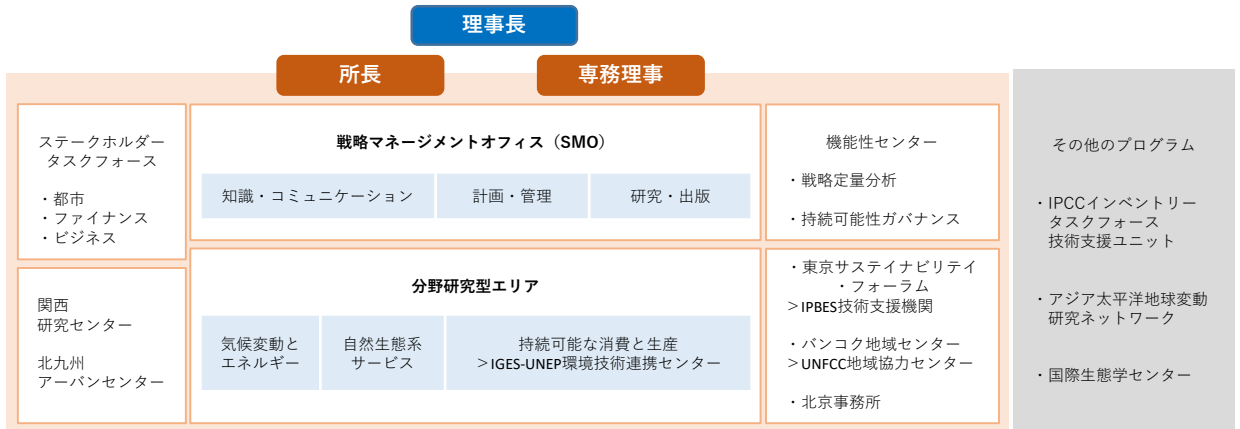 理事長
所長
専務理事
ステークホルダー
タスクフォース
・都市
・ファイナンス
・ビジネス
戦略マネージメントオフィス（SMO）
知識・コミュニケーション
計画・管理
研究・出版
機能性センター
・戦略定量分析
・持続可能性ガバナンス
関西
研究センター
北九州
アーバンセンター
分野研究型エリア
気候変動と
エネルギー
自然生態系
サービス
持続可能な消費と生産
＞IGES-UNEP環境技術連携センター
・東京サステイナビリテイ
・フォーラム
＞IPBES技術支援機関
・バンコク地域センター
＞UNFCC地域協力センター
・北京事務所
その他のプログラム
・IPCCインベントリー
タスクフォース
技術支援ユニット
・アジア太平洋地球変動
研究ネットワーク
・国際生態学センター